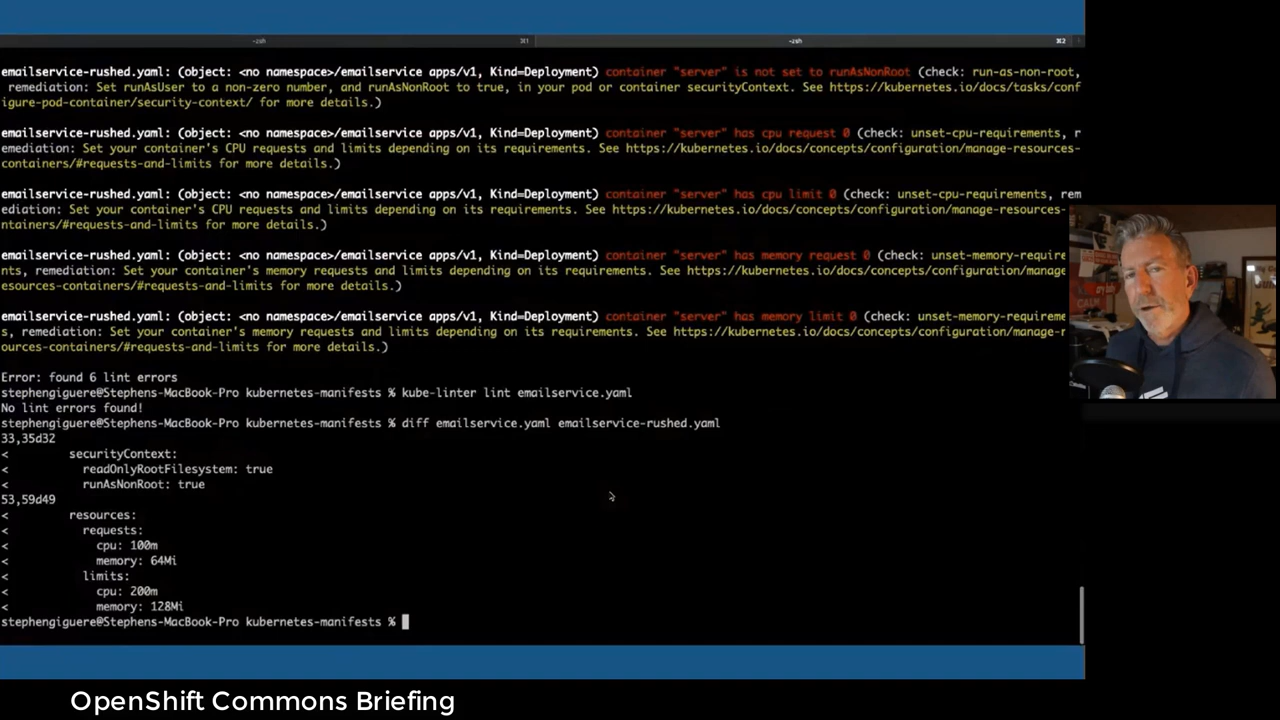 -zsh ⌘1 -zsh ⌘2
emailservice-rushed.yaml: (object: <no namespace>/emailservice apps/v1, Kind=Deployment) container "server" is not set to runAsNonRoot (check: run-as-non-root,
remediation: Set runAsUser to a non-zero number, and runAsNonRoot to true, in your pod or container securityContext. See https://kubernetes.io/docs/tasks/conf
igure-pod-container/security-context/ for more details.)
emailservice-rushed.yaml: (object: <no namespace>/emailservice apps/v1, Kind=Deployment) container "server" has cpu request 0 (check: unset-cpu-requirements, r
emediation: Set your container's CPU requests and limits depending on its requirements. See https://kubernetes.io/docs/concepts/configuration/manage-resources-
containers/#requests-and-limits for more details.)
emailservice-rushed.yaml: (object: <no namespace>/emailservice apps/v1, Kind=Deployment) container "server" has cpu limit 0 (check: unset-cpu-requirements, rem
ediation: Set your container's CPU requests and limits depending on its requirements. See https://kubernetes.io/docs/concepts/configuration/manage-resources-
ntainers/#requests-and-limits for more details.)
emailservice-rushed.yaml: (object: <no namespace>/emailservice apps/v1, Kind=Deployment) container "server" has memory request 0 (check: unset-memory-require
nts, remediation: Set your container's memory requests and limits depending on its requirements. See https://kubernetes.io/docs/concepts/configuration/manage
esources-containers/#requests-and-limits for more details.)
emailservice-rushed.yaml: (object: <no namespace>/emailservice apps/v1, Kind=Deployment) container "server" has memory limit 0 (check: unset-memory-requireme
s, remediation: Set your container's memory requests and limits depending on its requirements. See https://kubernetes.io/docs/concepts/configuration/manage-r
ources-containers/#requests-and-limits for more details.)
Error: found 6 lint errors
stephengiguere@Stephens-MacBook-Pro kubernetes-manifests % kube-linter lint emailservice.yaml
No lint errors found!
stephengiguere@Stephens-MacBook-Pro kubernetes-manifests % diff emailservice.yaml emailservice-rushed.yaml
33,35d32
< securityContext:
< readOnlyRootFilesystem: true
< runAsNonRoot: true
53,59d49
< resources:
< requests:
< cpu: 100m
< memory: 64Mi
< limits:
< cpu: 200m
< memory: 128Mi
stephengiguere@Stephens-MacBook-Pro kubernetes-manifests %
OpenShift Commons Briefing